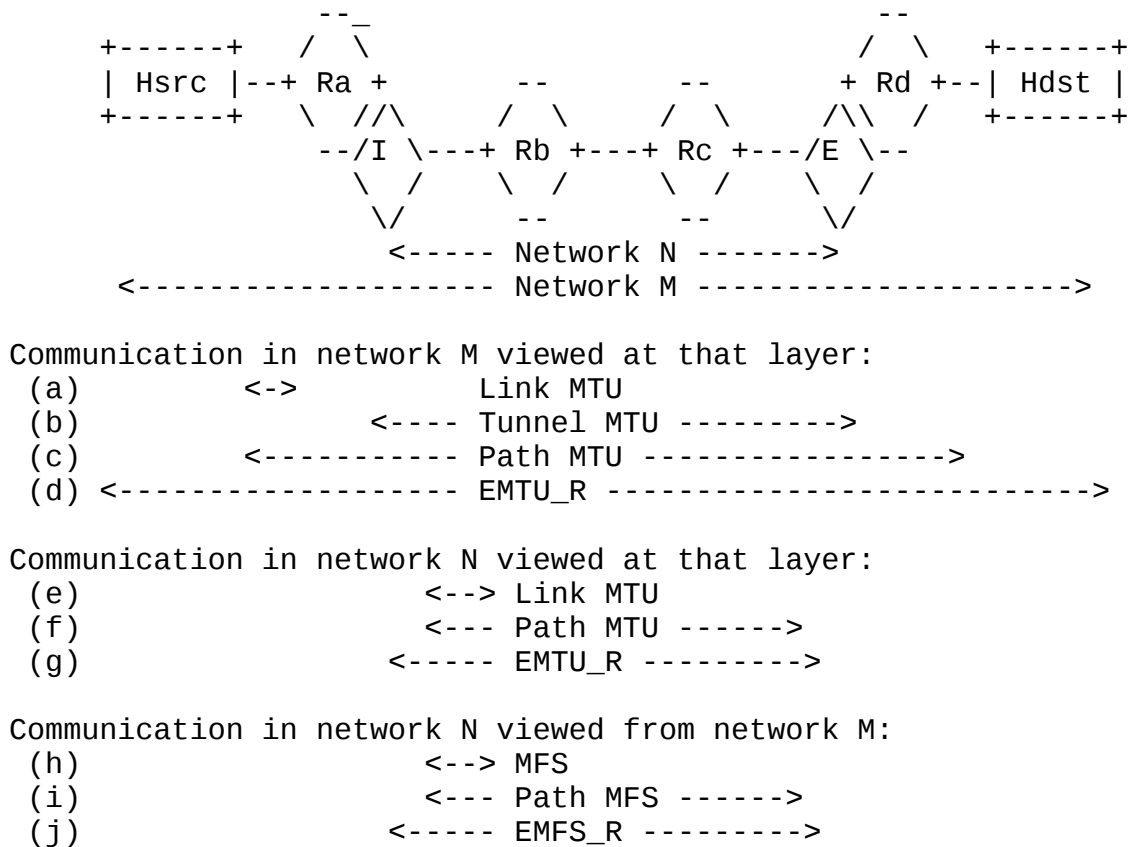 --_                                  --
      +------+    /  \                              /  \   +------+
      | Hsrc |--+ Ra +        --        --        + Rd +--| Hdst |
      +------+    \  //\      /  \      /  \      /\\  /   +------+
                   --/I \---+ Rb +---+ Rc +---/E \--
                     \  /     \  /      \  /     \  /
                      \/       --        --       \/
                       <----- Network N ------->
       <-------------------- Network M --------------------->

Communication in network M viewed at that layer:
 (a)          <->           Link MTU
 (b)                  <---- Tunnel MTU --------->
 (c)          <----------- Path MTU ----------------->
 (d) <------------------- EMTU_R --------------------------->

Communication in network N viewed at that layer:
 (e)                     <--> Link MTU
 (f)                     <--- Path MTU ------>
 (g)                   <----- EMTU_R --------->

Communication in network N viewed from network M:
 (h)                     <--> MFS
 (i)                     <--- Path MFS ------>
 (j)                   <----- EMFS_R --------->